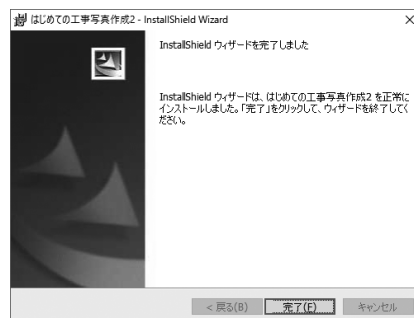 はじめての工事写真作成2 - InstallShield Wizard
InstallShield ウィザードを完了しました
InstallShield ウィザードは、はじめての工事写真作成2 を正常に
インストールしました。「完了」をクリックして、ウィザードを終了してく
ださい。
< 戻る(B)
完了(F)
キャンセル